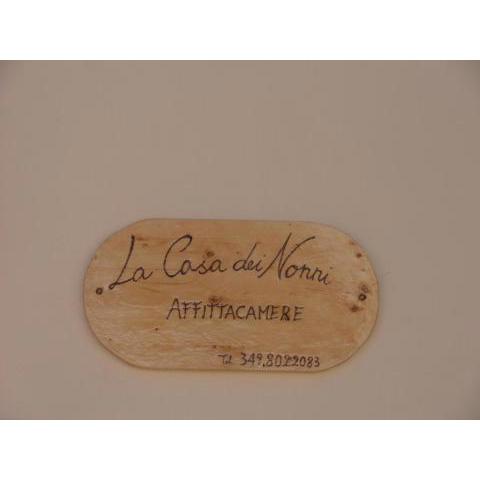 La Casa dei Nonni
AFFITTACAMERE
Tel 349.8022083